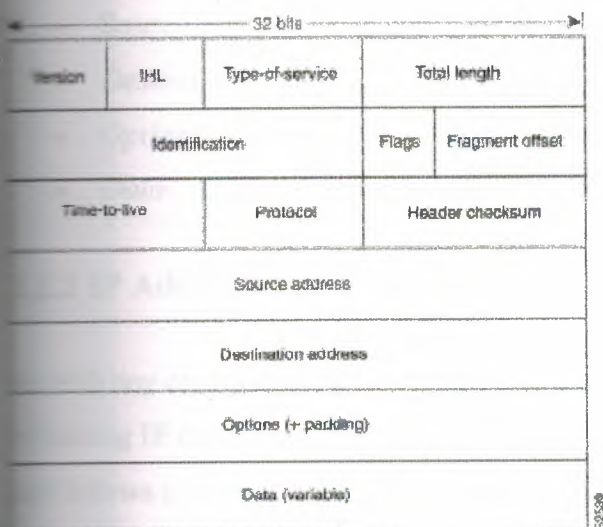 32 bits
Version IHL Type-of-service Total length
Identification Flags Fragment offset
Time-to-live Protocol Header checksum
Source address
Destination address
Options (+ padding)
Data (variable)